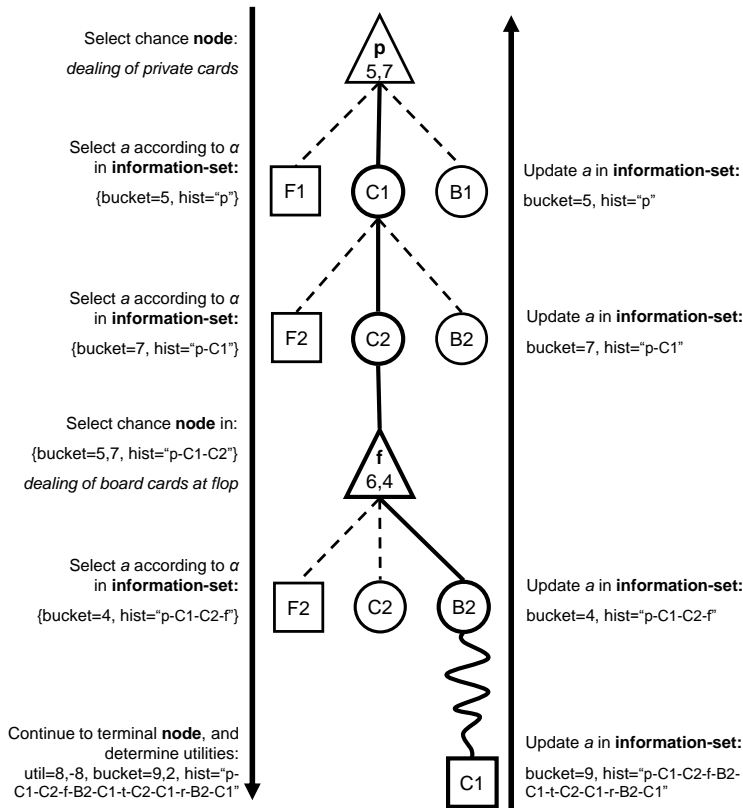 Select chance node:
dealing of private cards
p
5,7
Select a according to α
in information-set:
{bucket=5, hist=“p”}
F1
C1
B1
Update a in information-set:
bucket=5, hist=“p”
Select a according to α
in information-set:
{bucket=7, hist=“p-C1”}
F2
C2
B2
Update a in information-set:
bucket=7, hist=“p-C1”
Select chance node in:
{bucket=5,7, hist=“p-C1-C2”}
dealing of board cards at flop
f
6,4
Select a according to α
in information-set:
{bucket=4, hist=“p-C1-C2-f”}
F2
C2
B2
Update a in information-set:
bucket=4, hist=“p-C1-C2-f”
Continue to terminal node, and
determine utilities:
util=8,-8, bucket=9,2, hist=“p-
C1-C2-f-B2-C1-t-C2-C1-r-B2-C1”
C1
Update a in information-set:
bucket=9, hist=“p-C1-C2-f-B2-
C1-t-C2-C1-r-B2-C1”